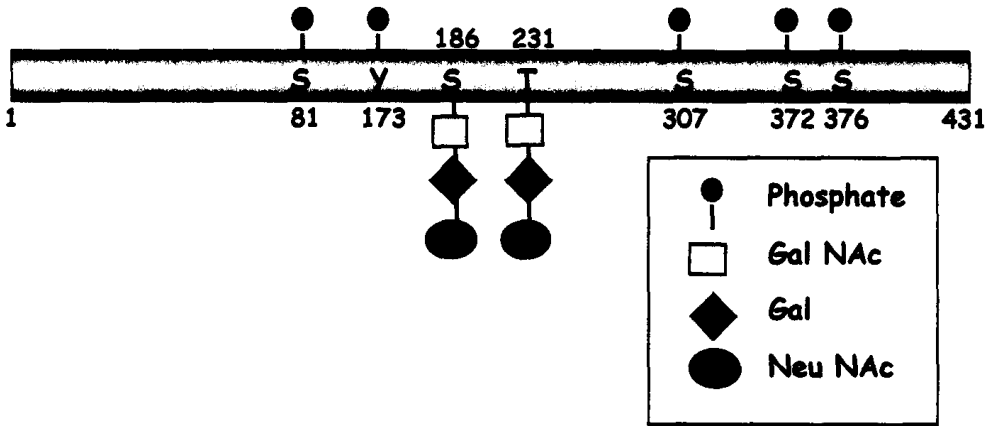 186 231
S Y S T S S S
1 81 173 307 372 376 431
Phosphate
Gal NAc
Gal
Neu NAc